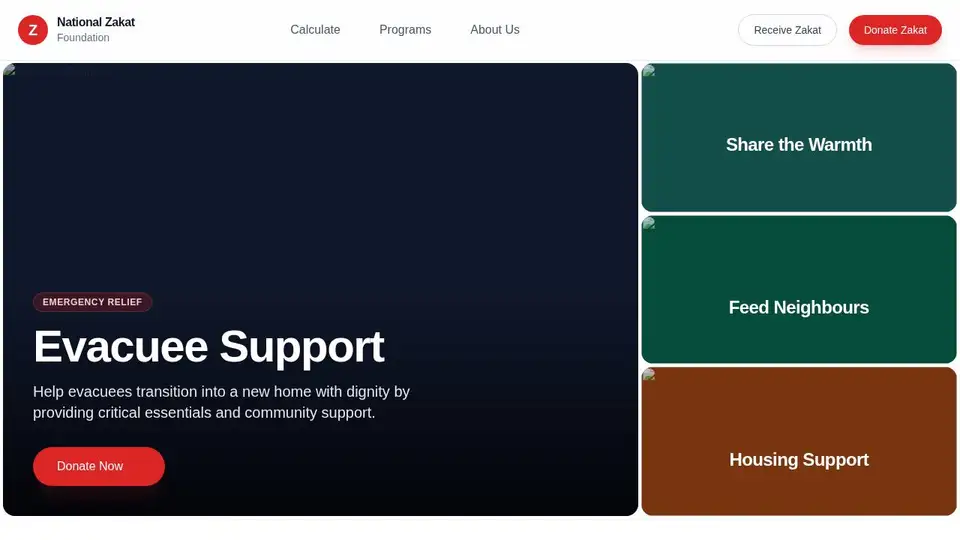 Z
National Zakat
Foundation
Calculate
Programs
About Us
Receive Zakat
Donate Zakat
EMERGENCY RELIEF
Evacuee Support
Help evacuees transition into a new home with dignity by
providing critical essentials and community support.
Donate Now
Share the Warmth
Feed Neighbours
Housing Support